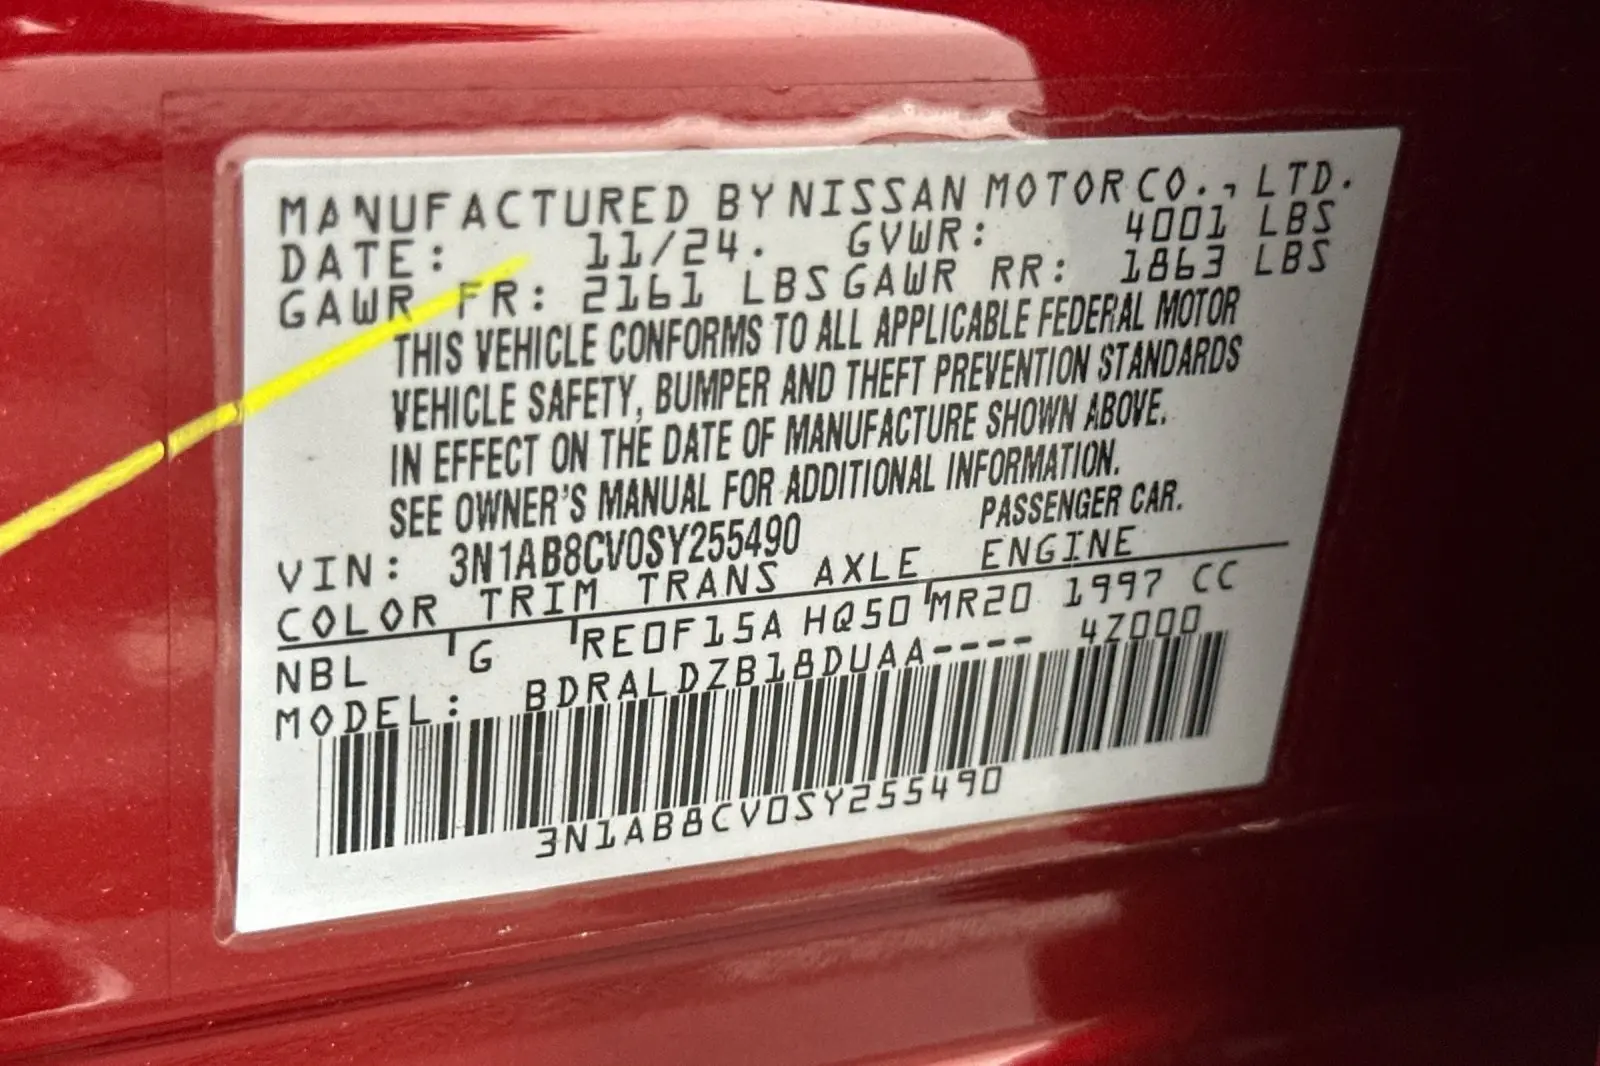 MANUFACTURED BY NISSAN MOTOR CO., LTD.
DATE: 11/24. GVWR: 4001 LBS
GAWR FR: 2161 LBS GAWR RR: 1863 LBS
THIS VEHICLE CONFORMS TO ALL APPLICABLE FEDERAL MOTOR
VEHICLE SAFETY, BUMPER AND THEFT PREVENTION STANDARDS
IN EFFECT ON THE DATE OF MANUFACTURE SHOWN ABOVE.
SEE OWNER'S MANUAL FOR ADDITIONAL INFORMATION.
VIN: 3N1AB8CV0SY255490 PASSENGER CAR.
COLOR TRIM TRANS AXLE ENGINE
NBL G RE0F15A HQ50 MR20 1997 CC
MODEL: BDRALDZB18DUAA---- 4Z000
3N1AB8CV0SY255490